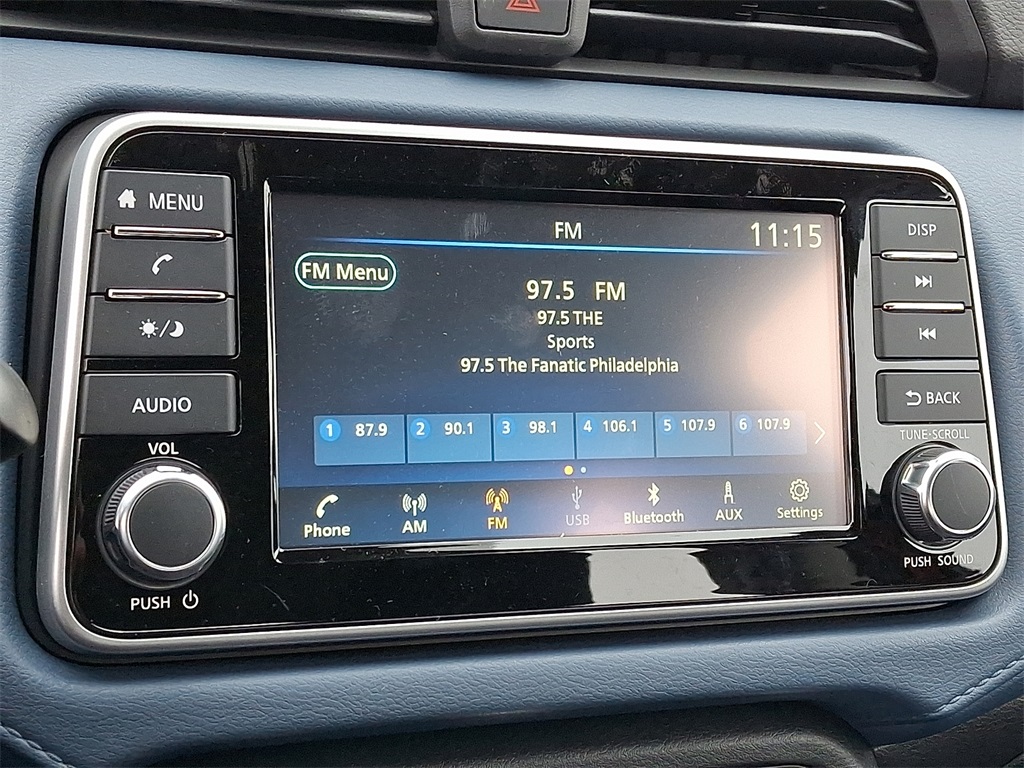 MENU
AUDIO
VOL
PUSH
FM
11:15
FM Menu
97.5 FM
97.5 THE
Sports
97.5 The Fanatic Philadelphia
1 87.9 2 90.1 3 98.1 4 106.1 5 107.9 6 107.9
Phone AM FM USB Bluetooth AUX Settings
DISP
BACK
TUNE·SCROLL
PUSH SOUND